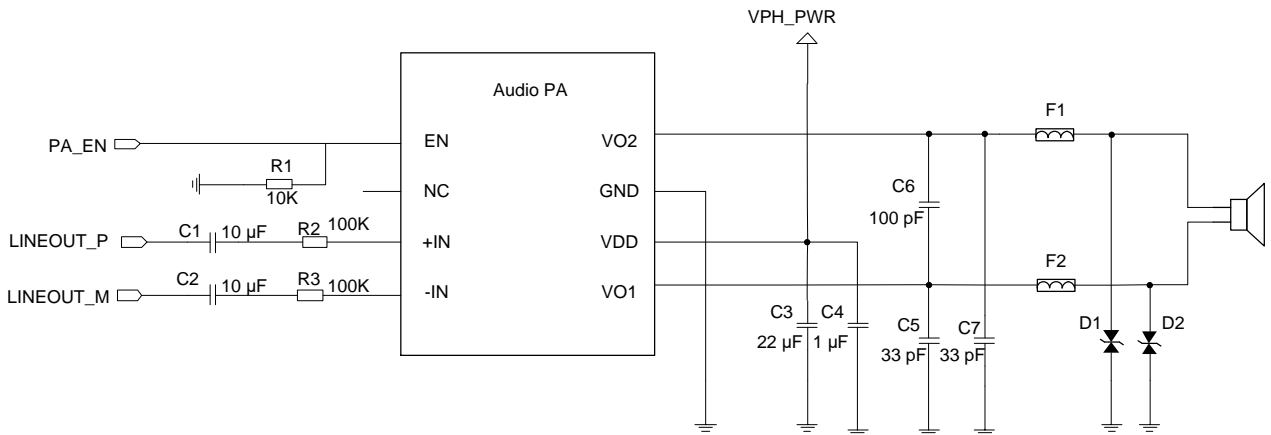 VPH_PWR
Audio PA
F1
PA_EN
EN
VO2
R1
10K
NC
GND
C6
100 pF
LINEOUT_P
C1
10 µF
R2
100K
+IN
VDD
LINEOUT_M
C2
10 µF
R3
100K
-IN
VO1
F2
C3
22 µF
C4
1 µF
C5
33 pF
C7
33 pF
D1
D2